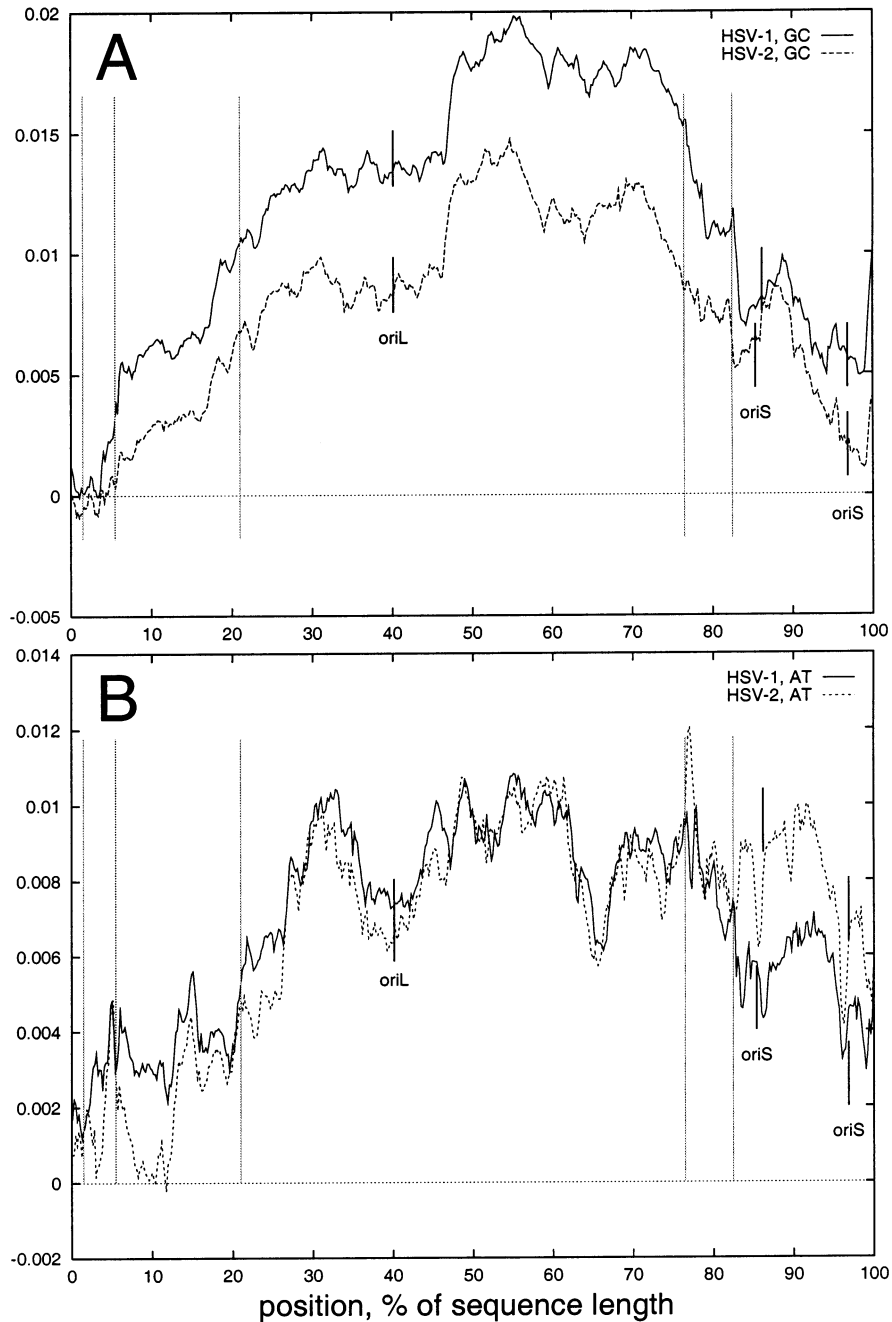 0.02
A
HSV-1, GC
HSV-2, GC
0.015
0.01
oriL
0.005
oriS
0
oriS
-0.005
0 10 20 30 40 50 60 70 80 90 100
0.014
B
HSV-1, AT
HSV-2, AT
0.012
0.01
0.008
0.006
oriL
0.004
oriS
0.002
oriS
0
-0.002
0 10 20 30 40 50 60 70 80 90 100
position, % of sequence length